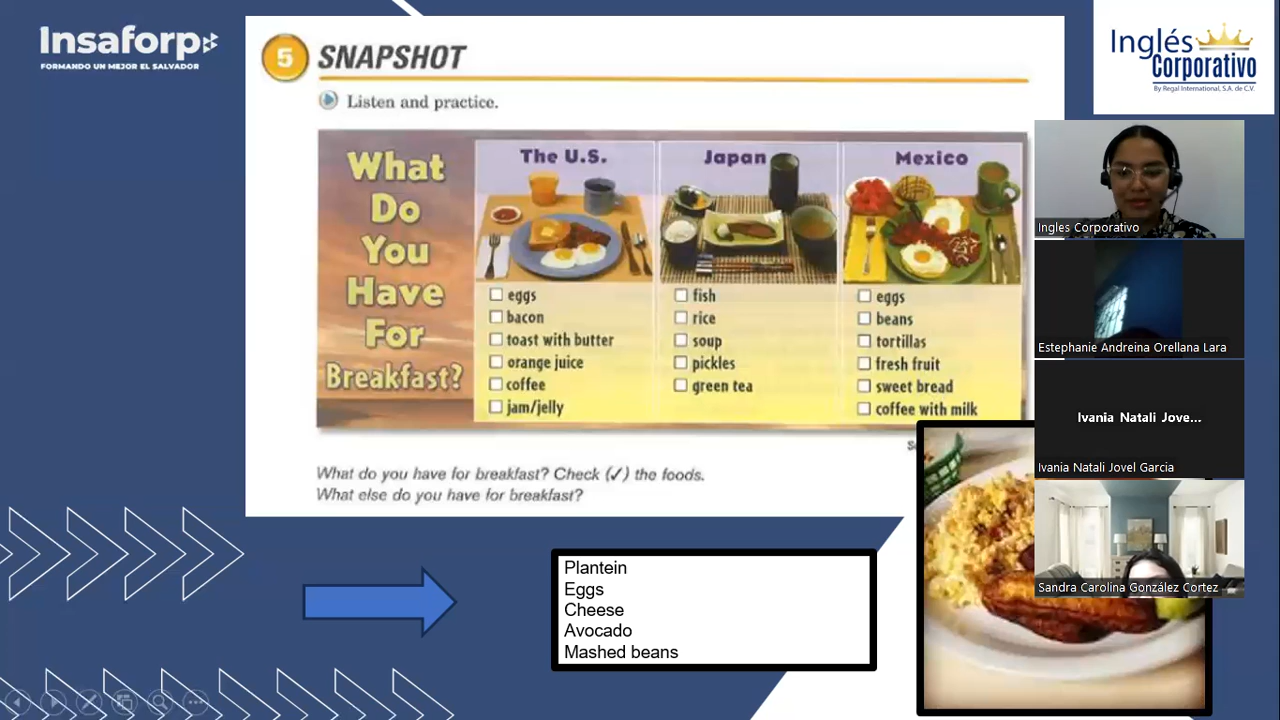 Insaforp
FORMANDO UN MEJOR EL SALVADOR
5 SNAPSHOT
Listen and practice.
What
Do
You
Have
For
Breakfast?
The U.S.
eggs
bacon
toast with butter
orange juice
coffee
jam/jelly
Japan
fish
rice
soup
pickles
green tea
Mexico
eggs
beans
tortillas
fresh fruit
sweet bread
coffee with milk
What do you have for breakfast? Check (✓) the foods.
What else do you have for breakfast?
Plantein
Eggs
Cheese
Avocado
Mashed beans
Inglés
Corporativo
By Regal International, S.A. de C.V.
Ingles Corporativo
Estephanie Andreina Orellana Lara
Ivania Natali Jove...
Ivania Natali Jovel Garcia
Sandra Carolina González Cortez